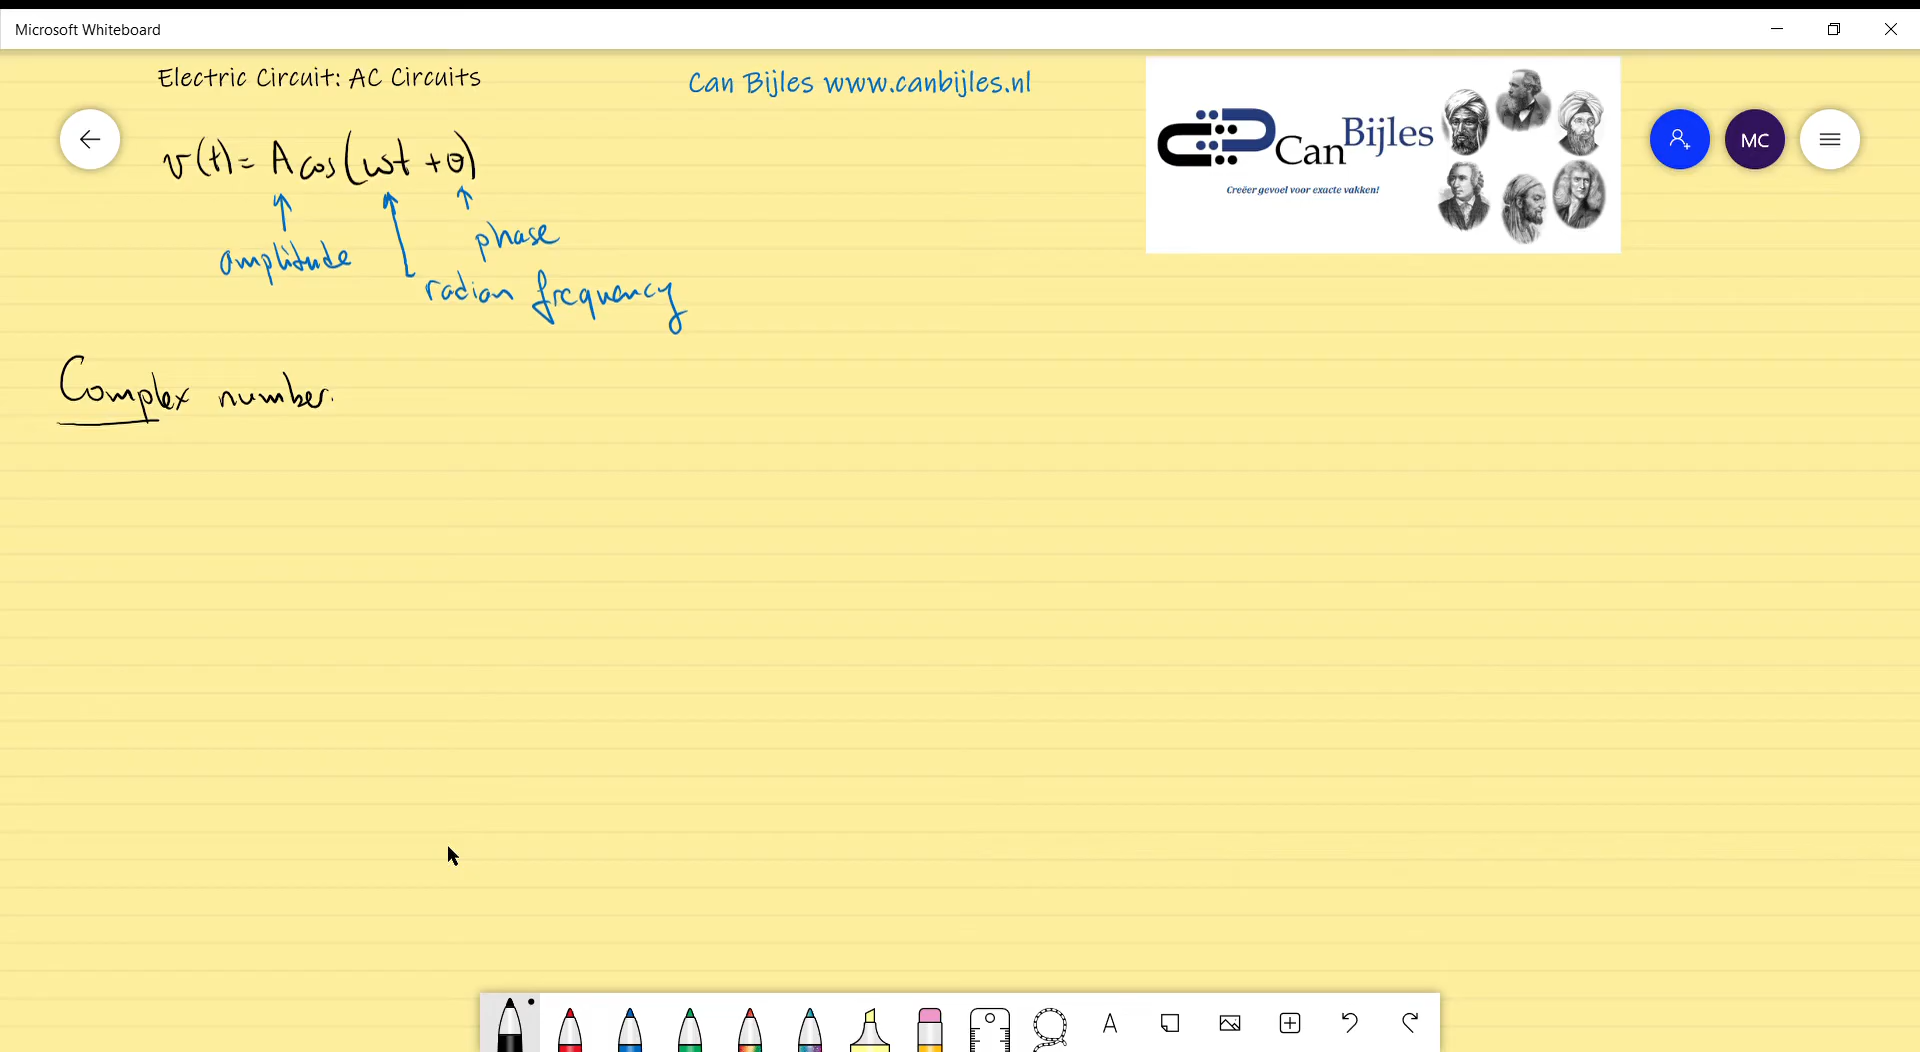 Microsoft Whiteboard
Electric Circuit: AC Circuits
Can Bijles www.canbijles.nl
v(t) = A cos(ωt + θ)
amplitude
phase
radian frequency
Complex number.
Can Bijles
Creëer gevoel voor exacte vakken!
MC
A